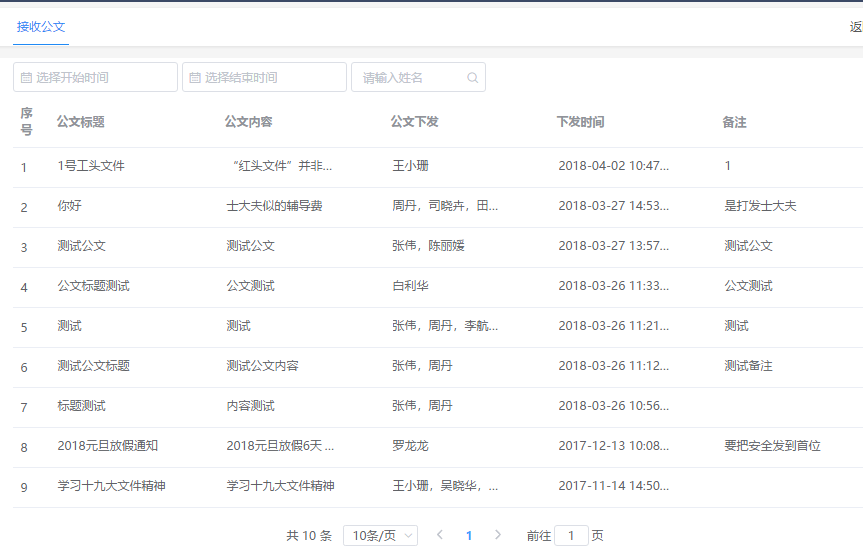 接收公文 返
选择开始时间 选择结束时间 请输入姓名
序号 公文标题 公文内容 公文下发 下发时间 备注
1 1号工头文件 “红头文件”并非... 王小珊 2018-04-02 10:47... 1
2 你好 士大夫似的辅导费 周丹，司晓卉，田... 2018-03-27 14:53... 是打发士大夫
3 测试公文 测试公文 张伟，陈丽媛 2018-03-27 13:57... 测试公文
4 公文标题测试 公文测试 白利华 2018-03-26 11:33... 公文测试
5 测试 测试 张伟，周丹，李航... 2018-03-26 11:21... 测试
6 测试公文标题 测试公文内容 张伟，周丹 2018-03-26 11:12... 测试备注
7 标题测试 内容测试 张伟，周丹 2018-03-26 10:56...
8 2018元旦放假通知 2018元旦放假6天 ... 罗龙龙 2017-12-13 10:08... 要把安全发到首位
9 学习十九大文件精神 学习十九大文件精神 王小珊，吴晓华，... 2017-11-14 14:50...
共 10 条 10条/页 1 前往 1 页